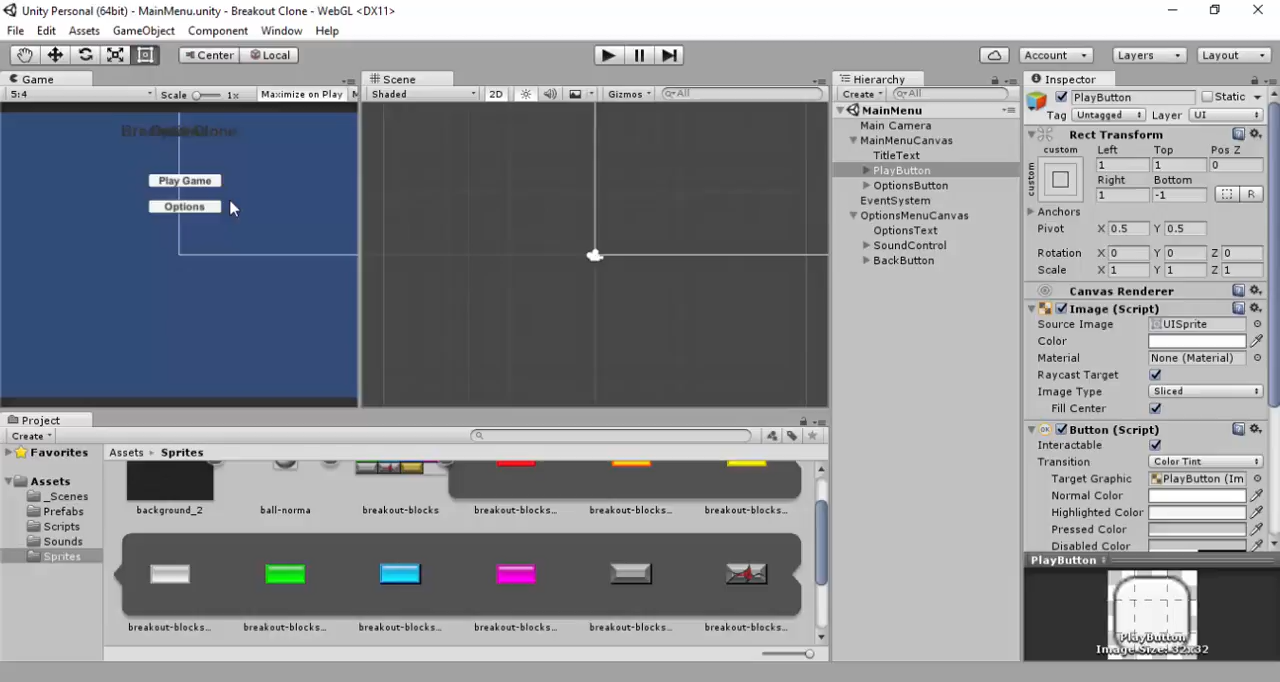 Unity Personal (64bit) - MainMenu.unity - Breakout Clone - WebGL <DX11>
File Edit Assets GameObject Component Window Help
Center Local Account Layers Layout
Game
5:4 Scale 1x Maximize on Play M
Play Game
Options
Scene
Shaded 2D Gizmos All
Hierarchy
Create All
MainMenu
Main Camera
MainMenuCanvas
TitleText
PlayButton
OptionsButton
EventSystem
OptionsMenuCanvas
OptionsText
SoundControl
BackButton
Inspector
PlayButton Static
Tag Untagged Layer UI
Rect Transform
custom Left Top Pos Z
custom 1 1 0
Right Bottom
1 -1 R
Anchors
Pivot X 0.5 Y 0.5
Rotation X 0 Y 0 Z 0
Scale X 1 Y 1 Z 1
Canvas Renderer
Image (Script)
Source Image UISprite
Color
Material None (Material)
Raycast Target
Image Type Sliced
Fill Center
Button (Script)
Interactable
Transition Color Tint
Target Graphic PlayButton (Im
Normal Color
Highlighted Color
Pressed Color
Disabled Color
PlayButton
PlayButton
Image Size: 32x32
Project
Create
Favorites
Assets
_Scenes
Prefabs
Scripts
Sounds
Sprites
Assets Sprites
background_2 ball-norma breakout-blocks breakout-blocks... breakout-blocks... breakout-blocks...
breakout-blocks... breakout-blocks... breakout-blocks... breakout-blocks... breakout-blocks... breakout-blocks...